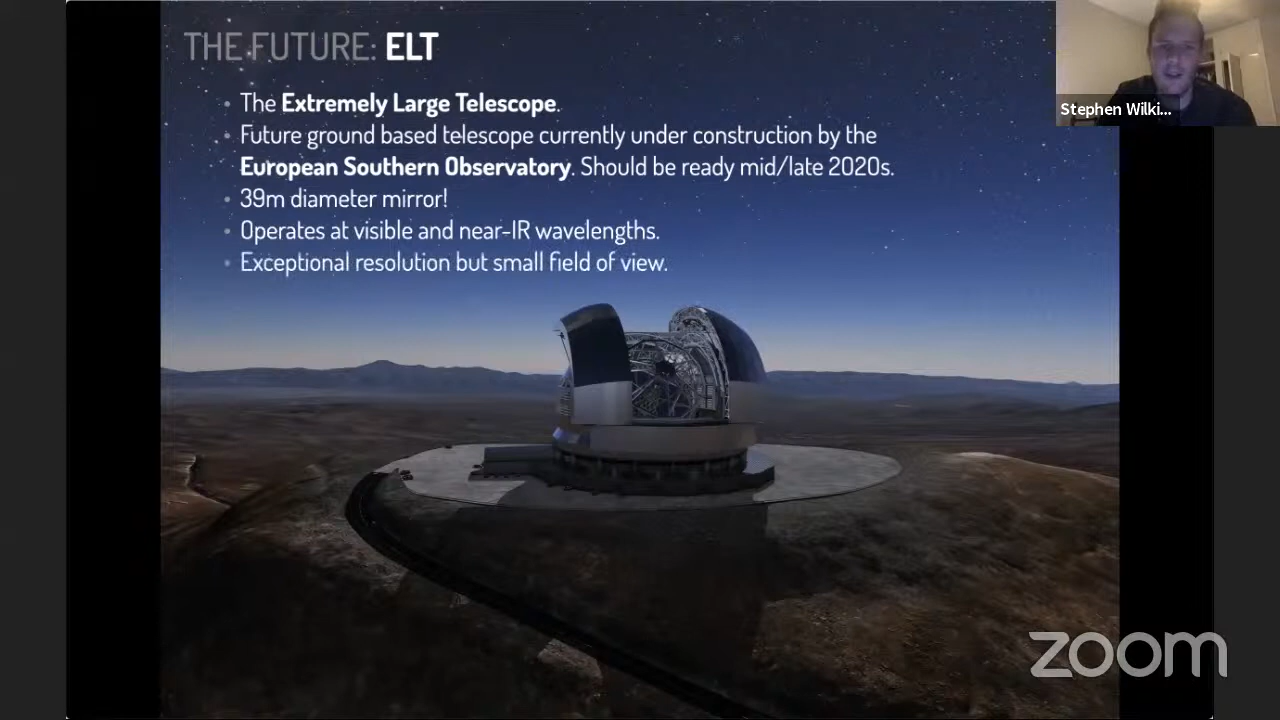 THE FUTURE: ELT
• The Extremely Large Telescope.
• Future ground based telescope currently under construction by the
European Southern Observatory. Should be ready mid/late 2020s.
• 39m diameter mirror!
• Operates at visible and near-IR wavelengths.
• Exceptional resolution but small field of view.
Stephen Wilki...
zoom